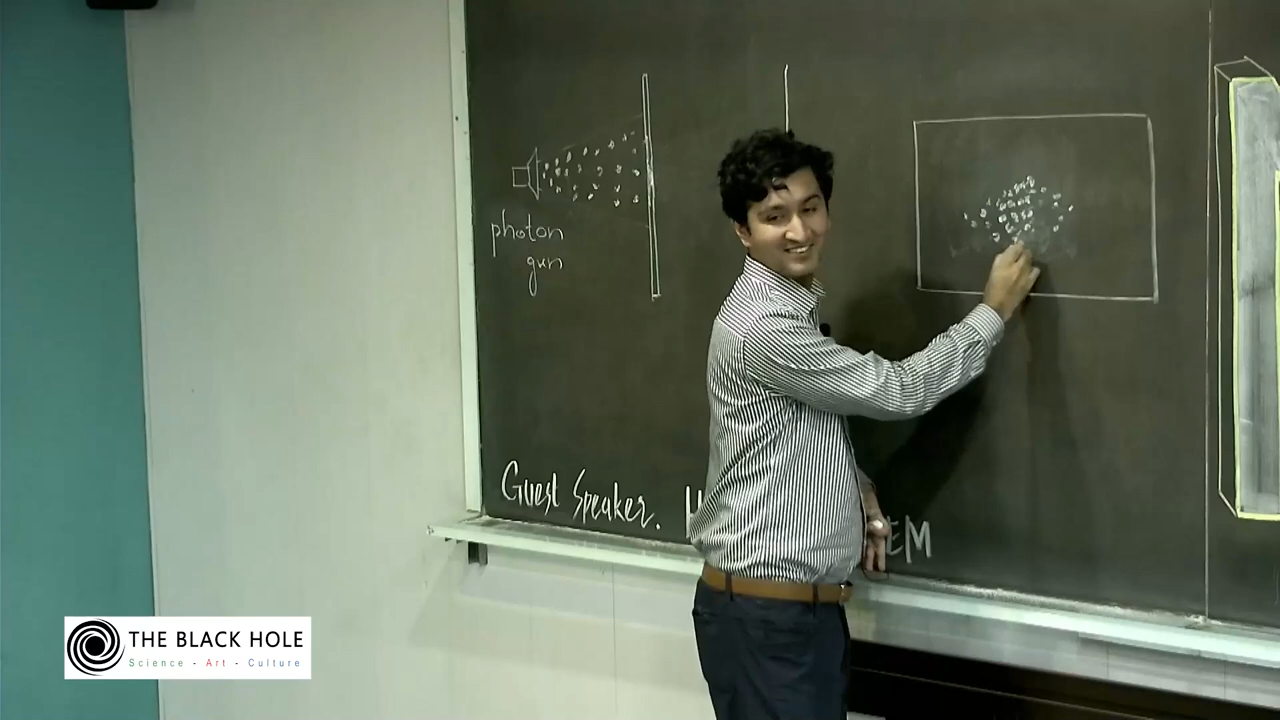 photon
gun
Guest Speaker. H EM
THE BLACK HOLE
Science - Art - Culture